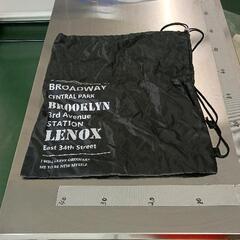 BROADWAY
CENTRAL PARK
BROOKLYN
3rd Avenue
STATION
LENOX
East 34th Street